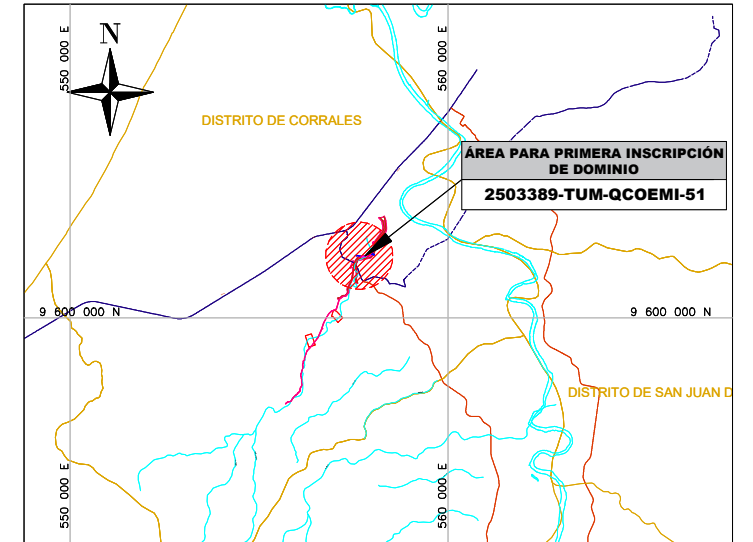 N
550 000 E
560 000 E
DISTRITO DE CORRALES
ÁREA PARA PRIMERA INSCRIPCIÓN
DE DOMINIO
2503389-TUM-QCOEMI-51
9 600 000 N
9 600 000 N
DISTRITO DE SAN JUAN D
550 000 E
560 000 E